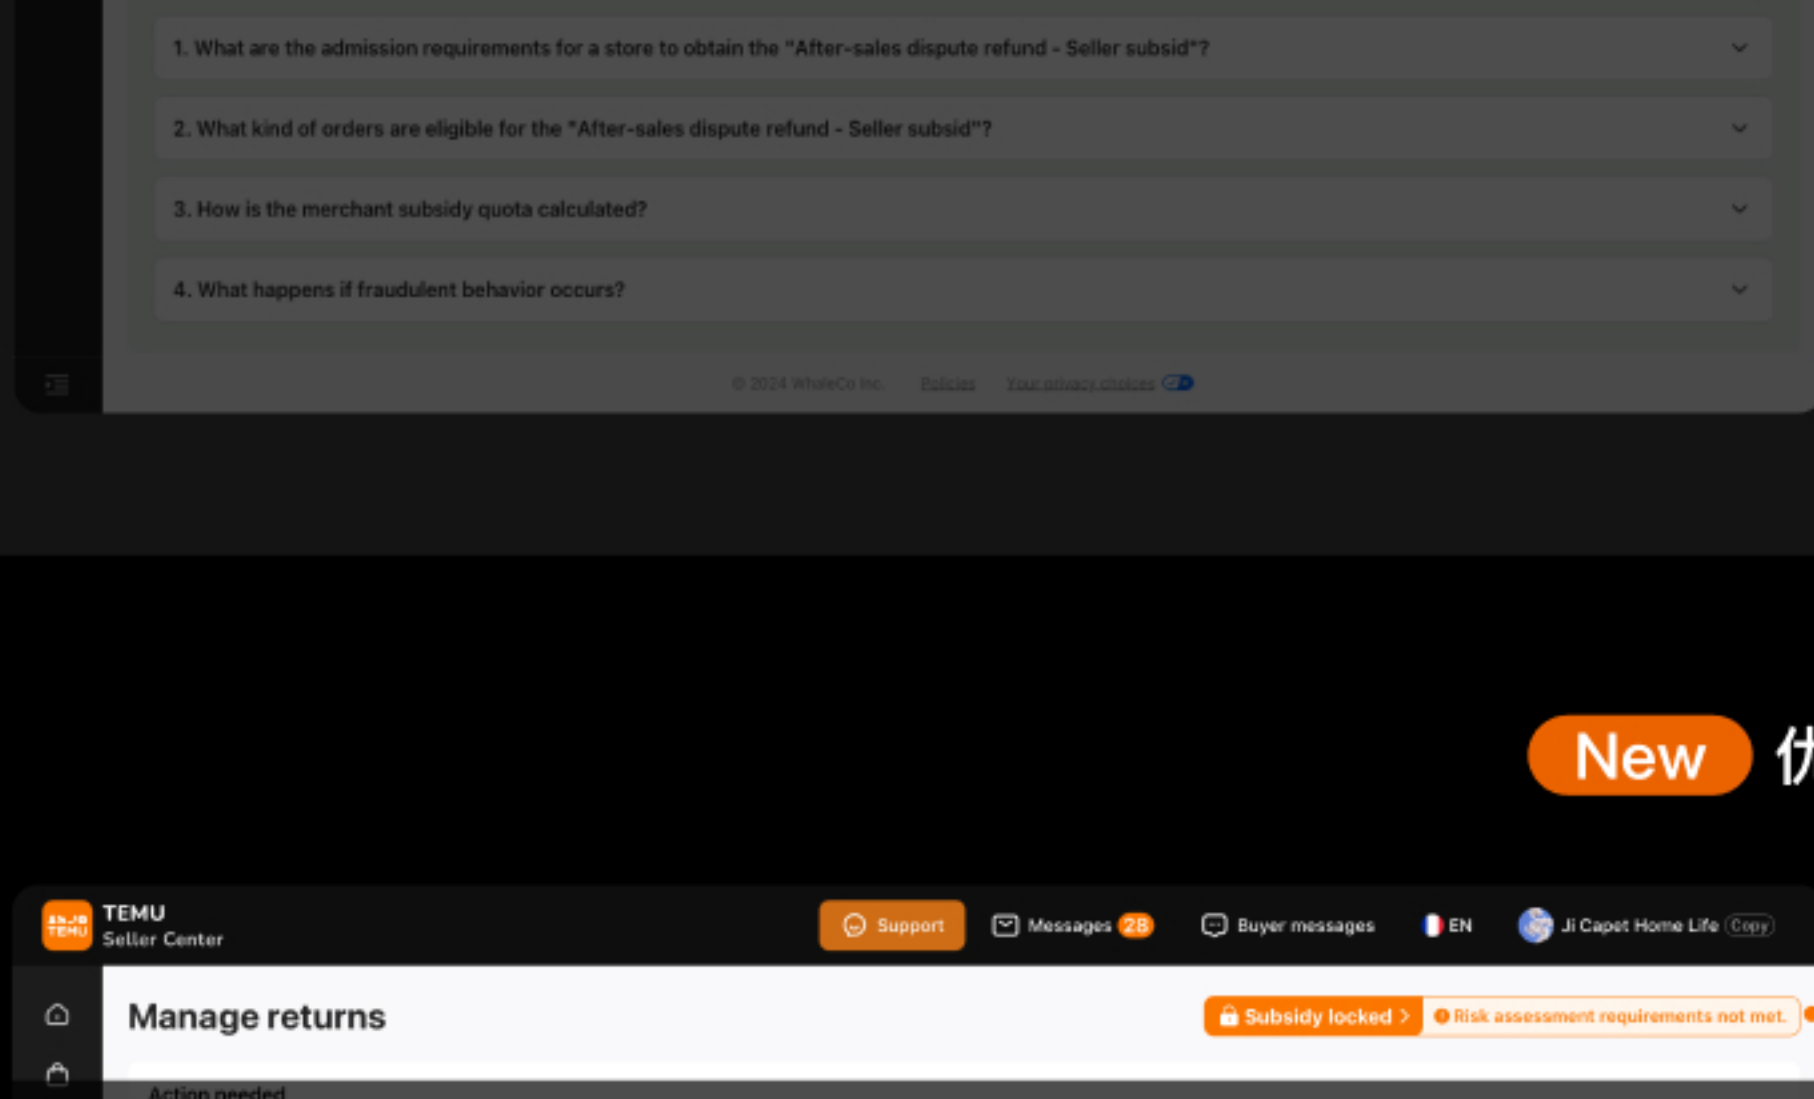 1. What are the admission requirements for a store to obtain the "After-sales dispute refund - Seller subsid"?
2. What kind of orders are eligible for the "After-sales dispute refund - Seller subsid"?
3. How is the merchant subsidy quota calculated?
4. What happens if fraudulent behavior occurs?
© 2024 WhaleCo Inc. Policies Your privacy choices
New
TEMU
TEMU
Seller Center
Support
Messages 28
Buyer messages
EN
Ji Capet Home Life Copy
Manage returns
Subsidy locked
Risk assessment requirements not met.
Action needed